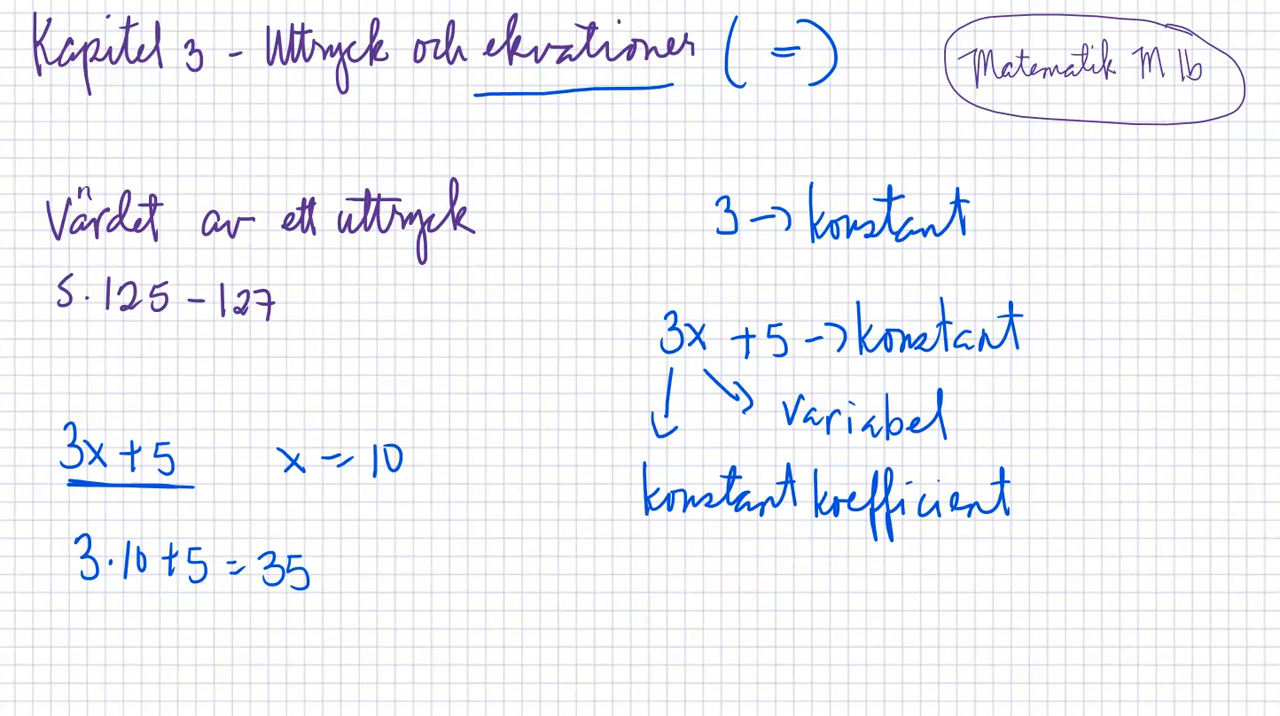 Kapitel 3 - Uttryck och ekvationer (=)
Matematik M 1b
Värdet av ett uttryck
s. 125 - 127
3x + 5 x = 10
3 · 10 + 5 = 35
3 → konstant
3x + 5 → konstant
variabel
konstant koefficient